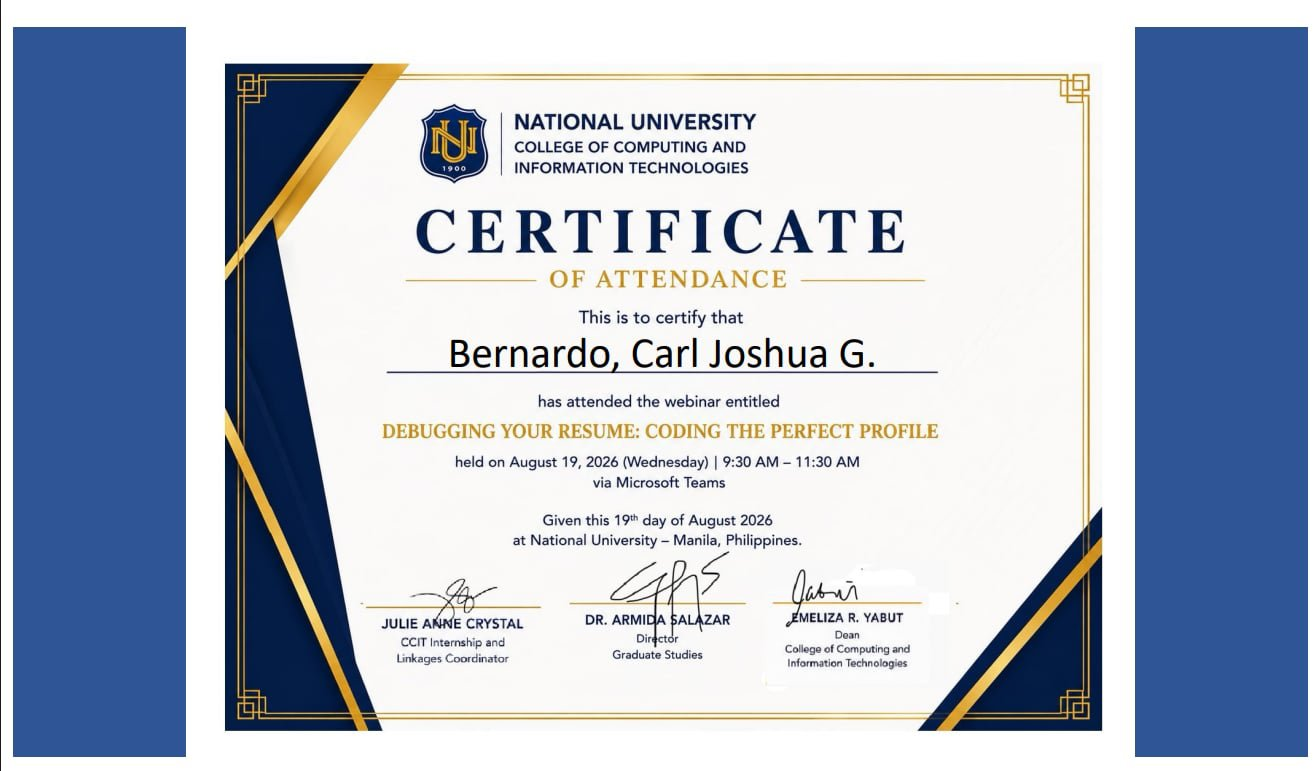 NU
1900
NATIONAL UNIVERSITY
COLLEGE OF COMPUTING AND
INFORMATION TECHNOLOGIES
CERTIFICATE
OF ATTENDANCE
This is to certify that
Bernardo, Carl Joshua G.
has attended the webinar entitled
DEBUGGING YOUR RESUME: CODING THE PERFECT PROFILE
held on August 19, 2026 (Wednesday) | 9:30 AM – 11:30 AM
via Microsoft Teams
Given this 19th day of August 2026
at National University – Manila, Philippines.
JULIE ANNE CRYSTAL
CCIT Internship and
Linkages Coordinator
DR. ARMIDA SALAZAR
Director
Graduate Studies
EMELIZA R. YABUT
Dean
College of Computing and
Information Technologies